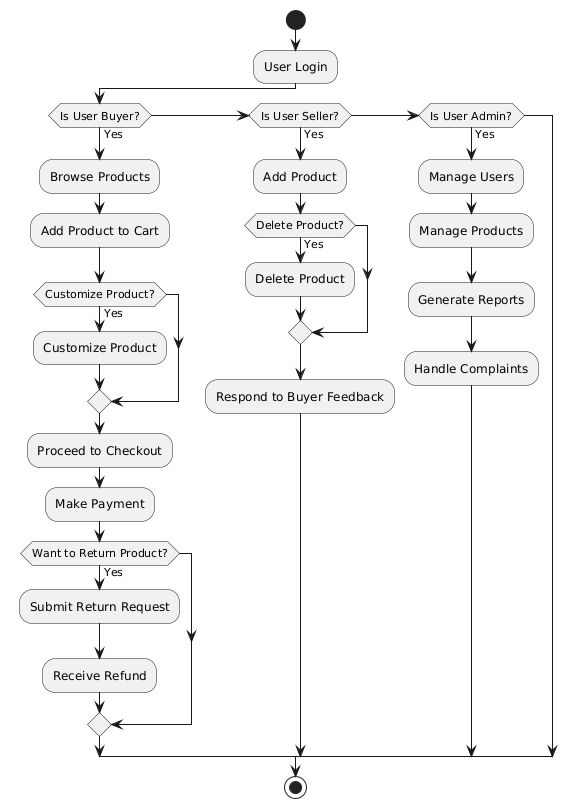 User Login
Is User Buyer?
Yes
Browse Products
Add Product to Cart
Customize Product?
Yes
Customize Product
Proceed to Checkout
Make Payment
Want to Return Product?
Yes
Submit Return Request
Receive Refund
Is User Seller?
Yes
Add Product
Delete Product?
Yes
Delete Product
Respond to Buyer Feedback
Is User Admin?
Yes
Manage Users
Manage Products
Generate Reports
Handle Complaints